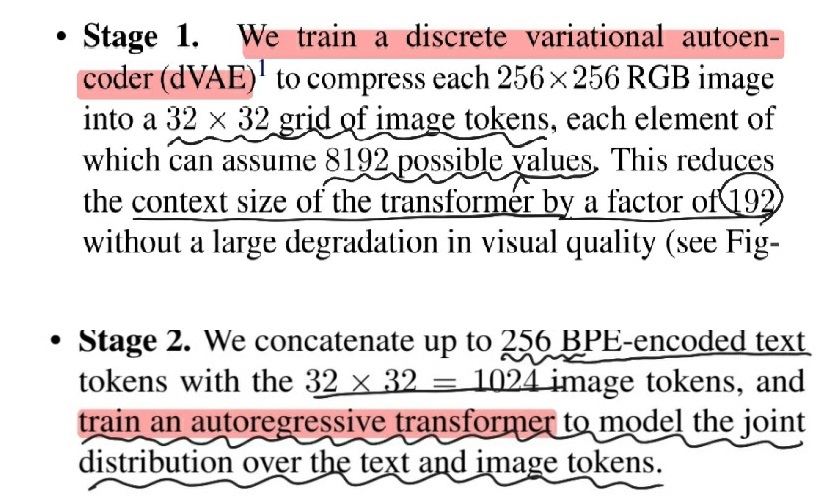 • Stage 1. We train a discrete variational autoen-
coder (dVAE)¹ to compress each 256×256 RGB image
into a 32 × 32 grid of image tokens, each element of
which can assume 8192 possible values. This reduces
the context size of the transformer by a factor of 192
without a large degradation in visual quality (see Fig-
• Stage 2. We concatenate up to 256 BPE-encoded text
tokens with the 32 × 32 = 1024 image tokens, and
train an autoregressive transformer to model the joint
distribution over the text and image tokens.